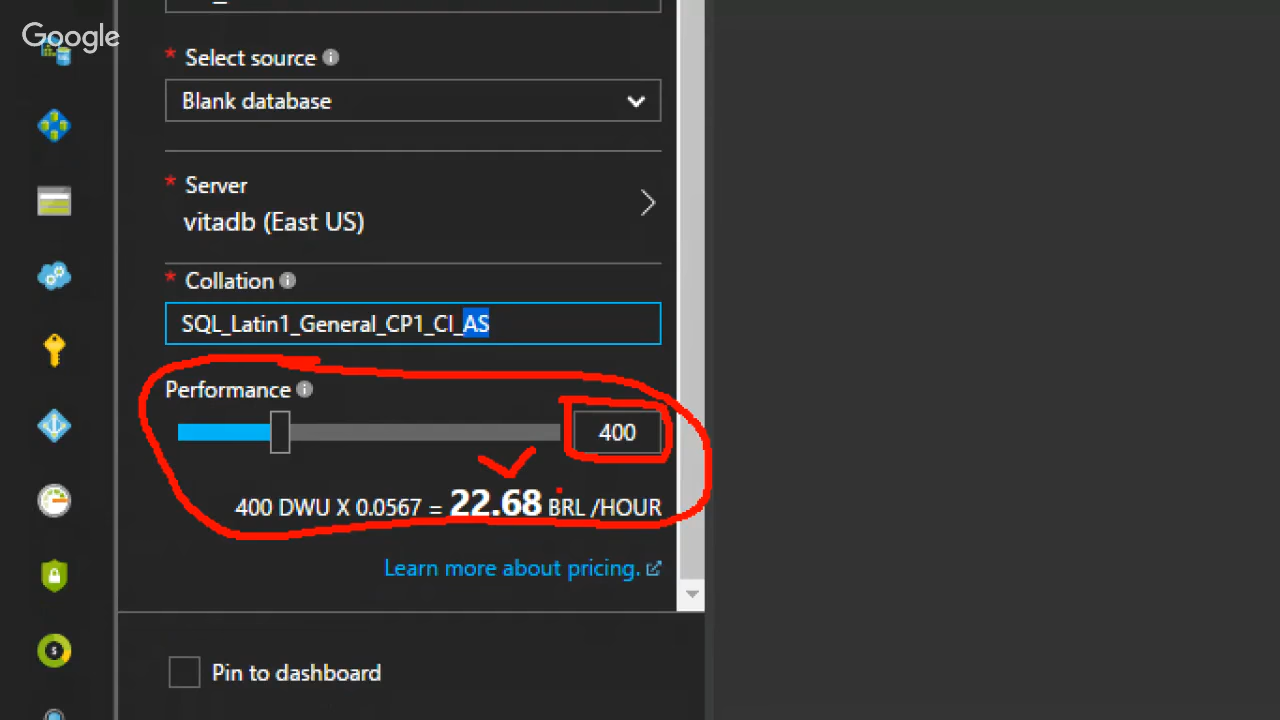 Google
* Select source
Blank database
* Server
vitadb (East US)
* Collation
SQL_Latin1_General_CP1_CI_AS
Performance
400
400 DWU X 0.0567 = 22.68 BRL /HOUR
Learn more about pricing.
Pin to dashboard